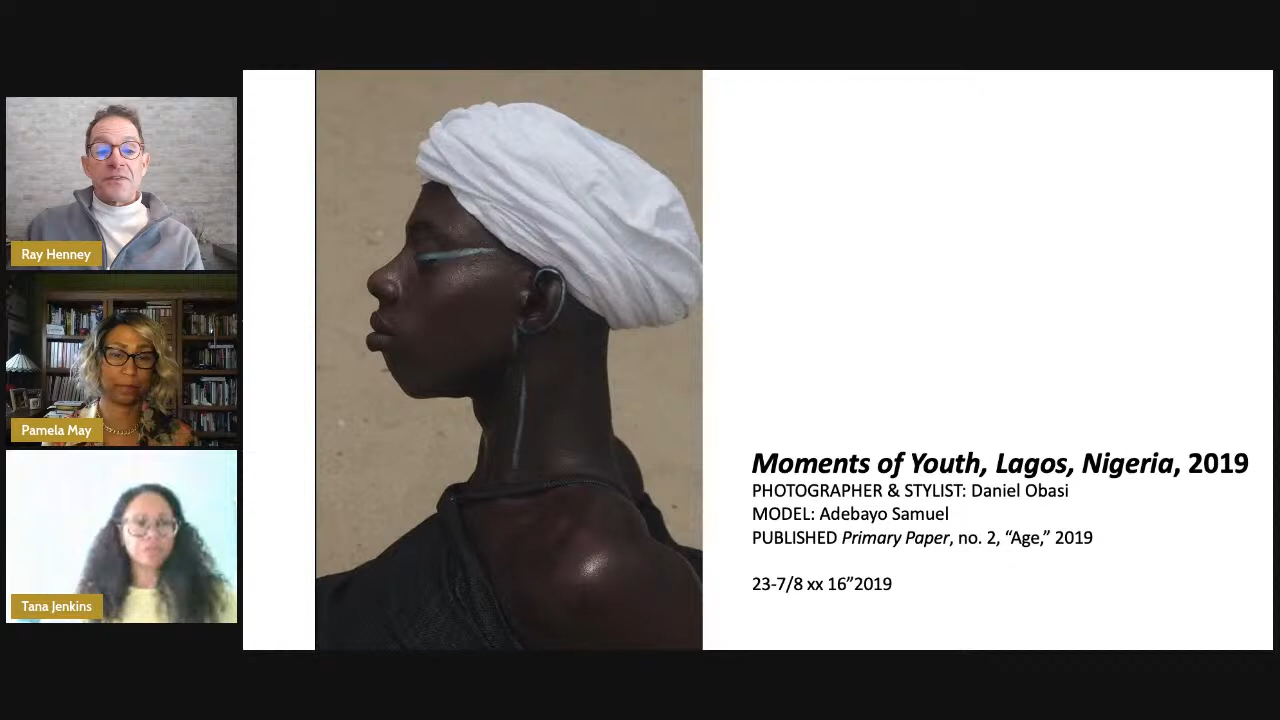 Ray Henney
Pamela May
Tana Jenkins
Moments of Youth, Lagos, Nigeria, 2019
PHOTOGRAPHER & STYLIST: Daniel Obasi
MODEL: Adebayo Samuel
PUBLISHED Primary Paper, no. 2, “Age,” 2019
23-7/8 xx 16”2019